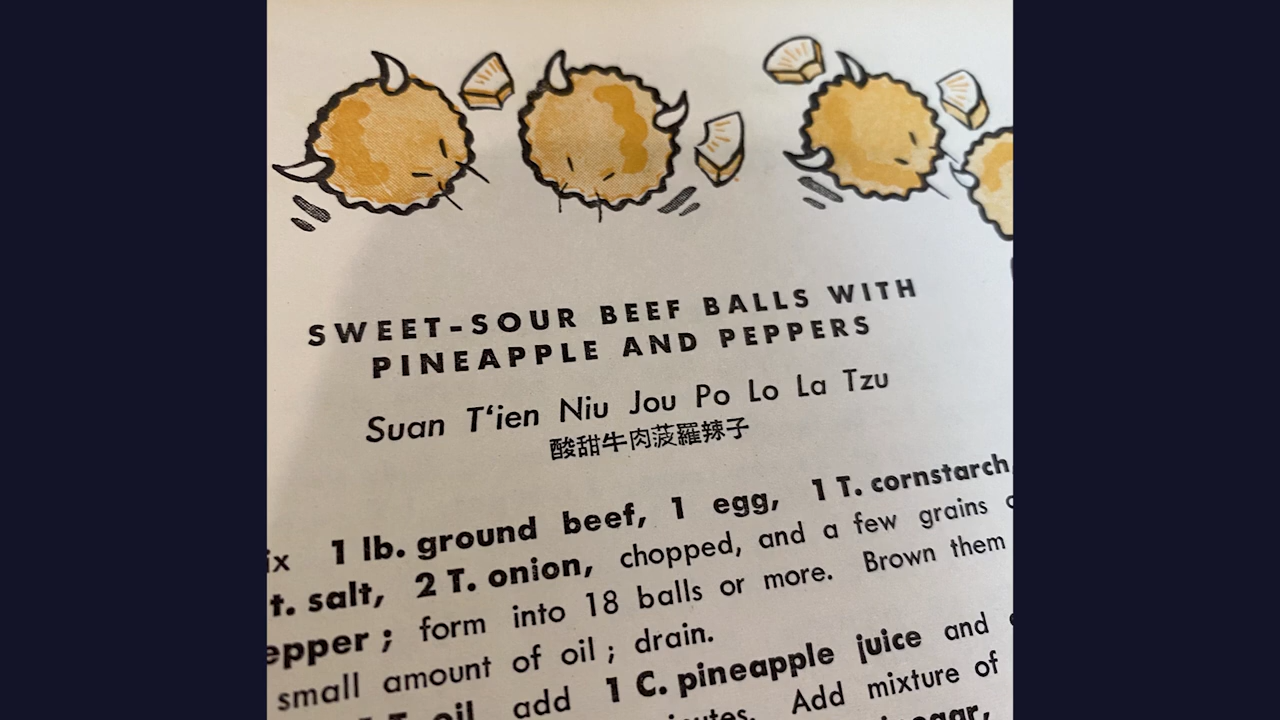 SWEET-SOUR BEEF BALLS WITH
PINEAPPLE AND PEPPERS
Suan T‘ien Niu Jou Po Lo La Tzu
酸甜牛肉菠羅辣子
1 lb. ground beef, 1 egg, 1 T. cornstarch,
t. salt, 2 T. onion, chopped, and a few grains
form into 18 balls or more. Brown them
small amount of oil ; drain.
oil add 1 C. pineapple juice and
Add mixture of